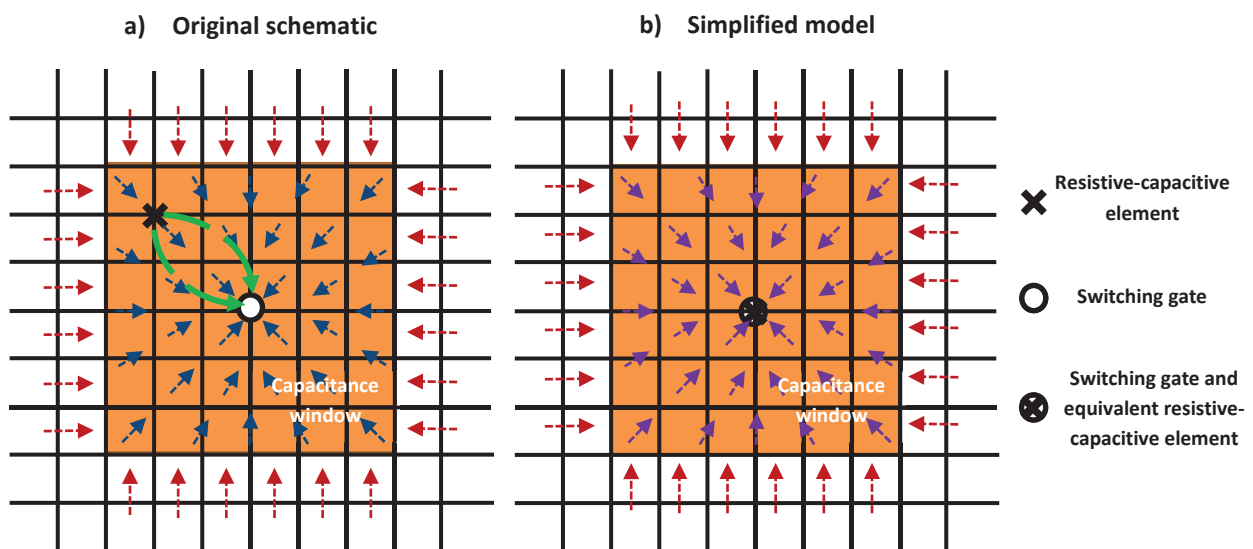 a) Original schematic
b) Simplified model
Capacitance
window
Capacitance
window
Resistive-capacitive
element
Switching gate
Switching gate and
equivalent resistive-
capacitive element